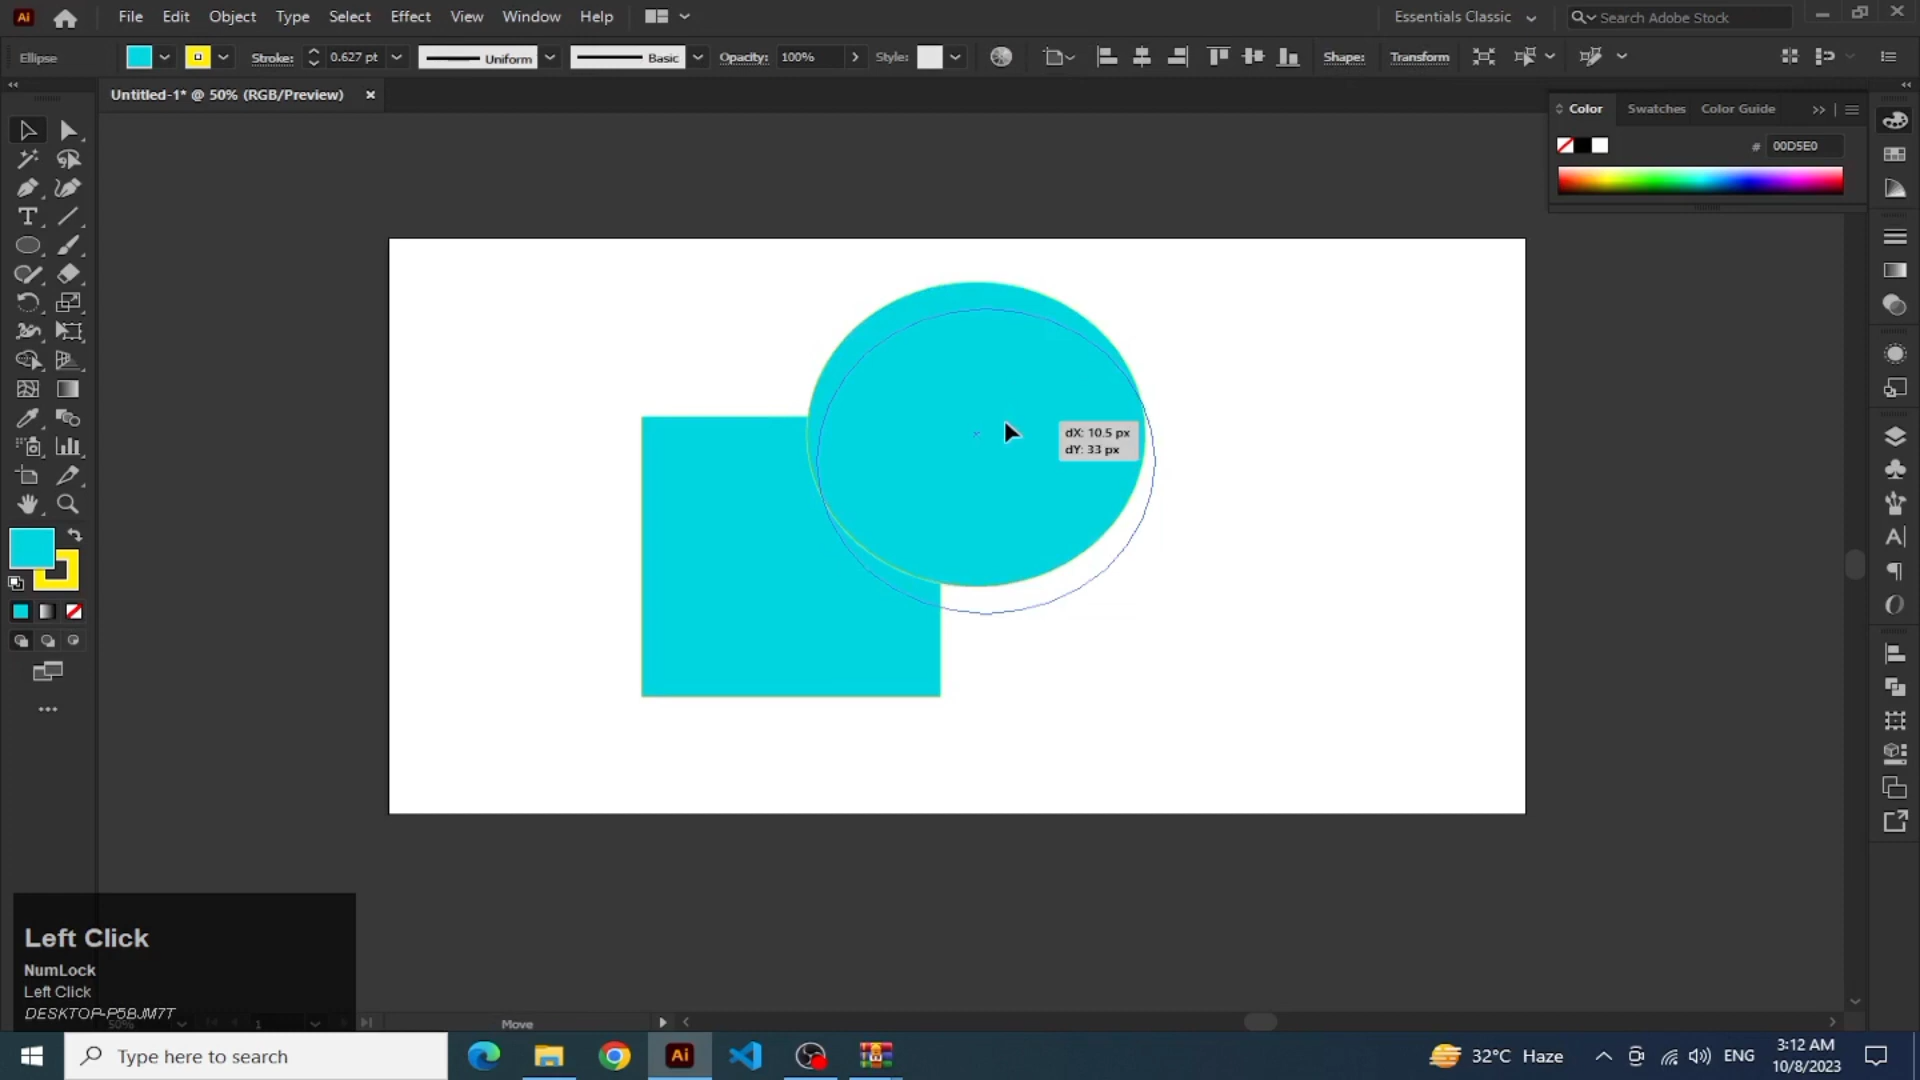 Ai File Edit Object Type Select Effect View Window Help Essentials Classic Search Adobe Stock
Ellipse Stroke: 0.627 pt Uniform Basic Opacity: 100% Style: Shape: Transform
Untitled-1* @ 50% (RGB/Preview)
Color Swatches Color Guide
# 00D5E0
dX: 10.5 px
dY: 33 px
Left Click
NumLock
Left Click
DESKTOP-P5BJM7T
50% 1 Move
Type here to search Ai 32°C Haze ENG
3:12 AM
10/8/2023